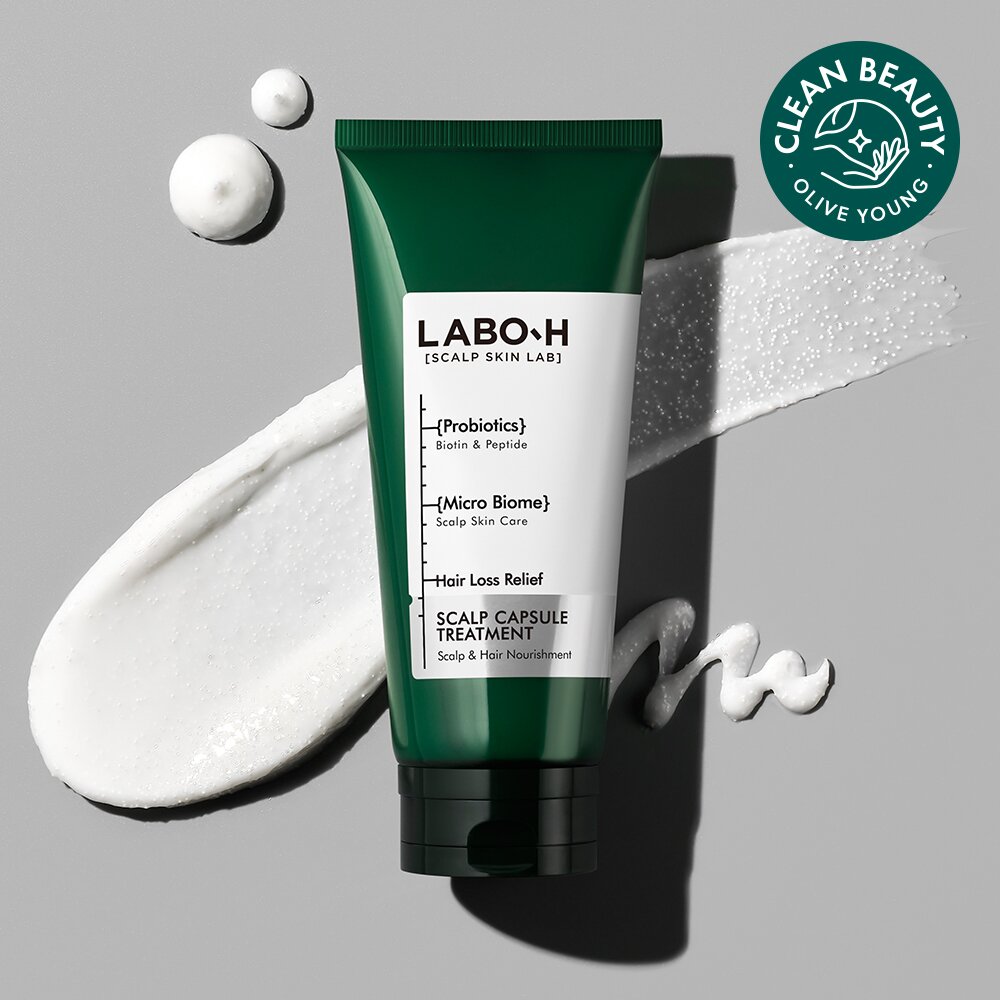 CLEAN BEAUTY
OLIVE YOUNG
LABO-H
[SCALP SKIN LAB]
{Probiotics}
Biotin & Peptide
{Micro Biome}
Scalp Skin Care
Hair Loss Relief
SCALP CAPSULE
TREATMENT
Scalp & Hair Nourishment